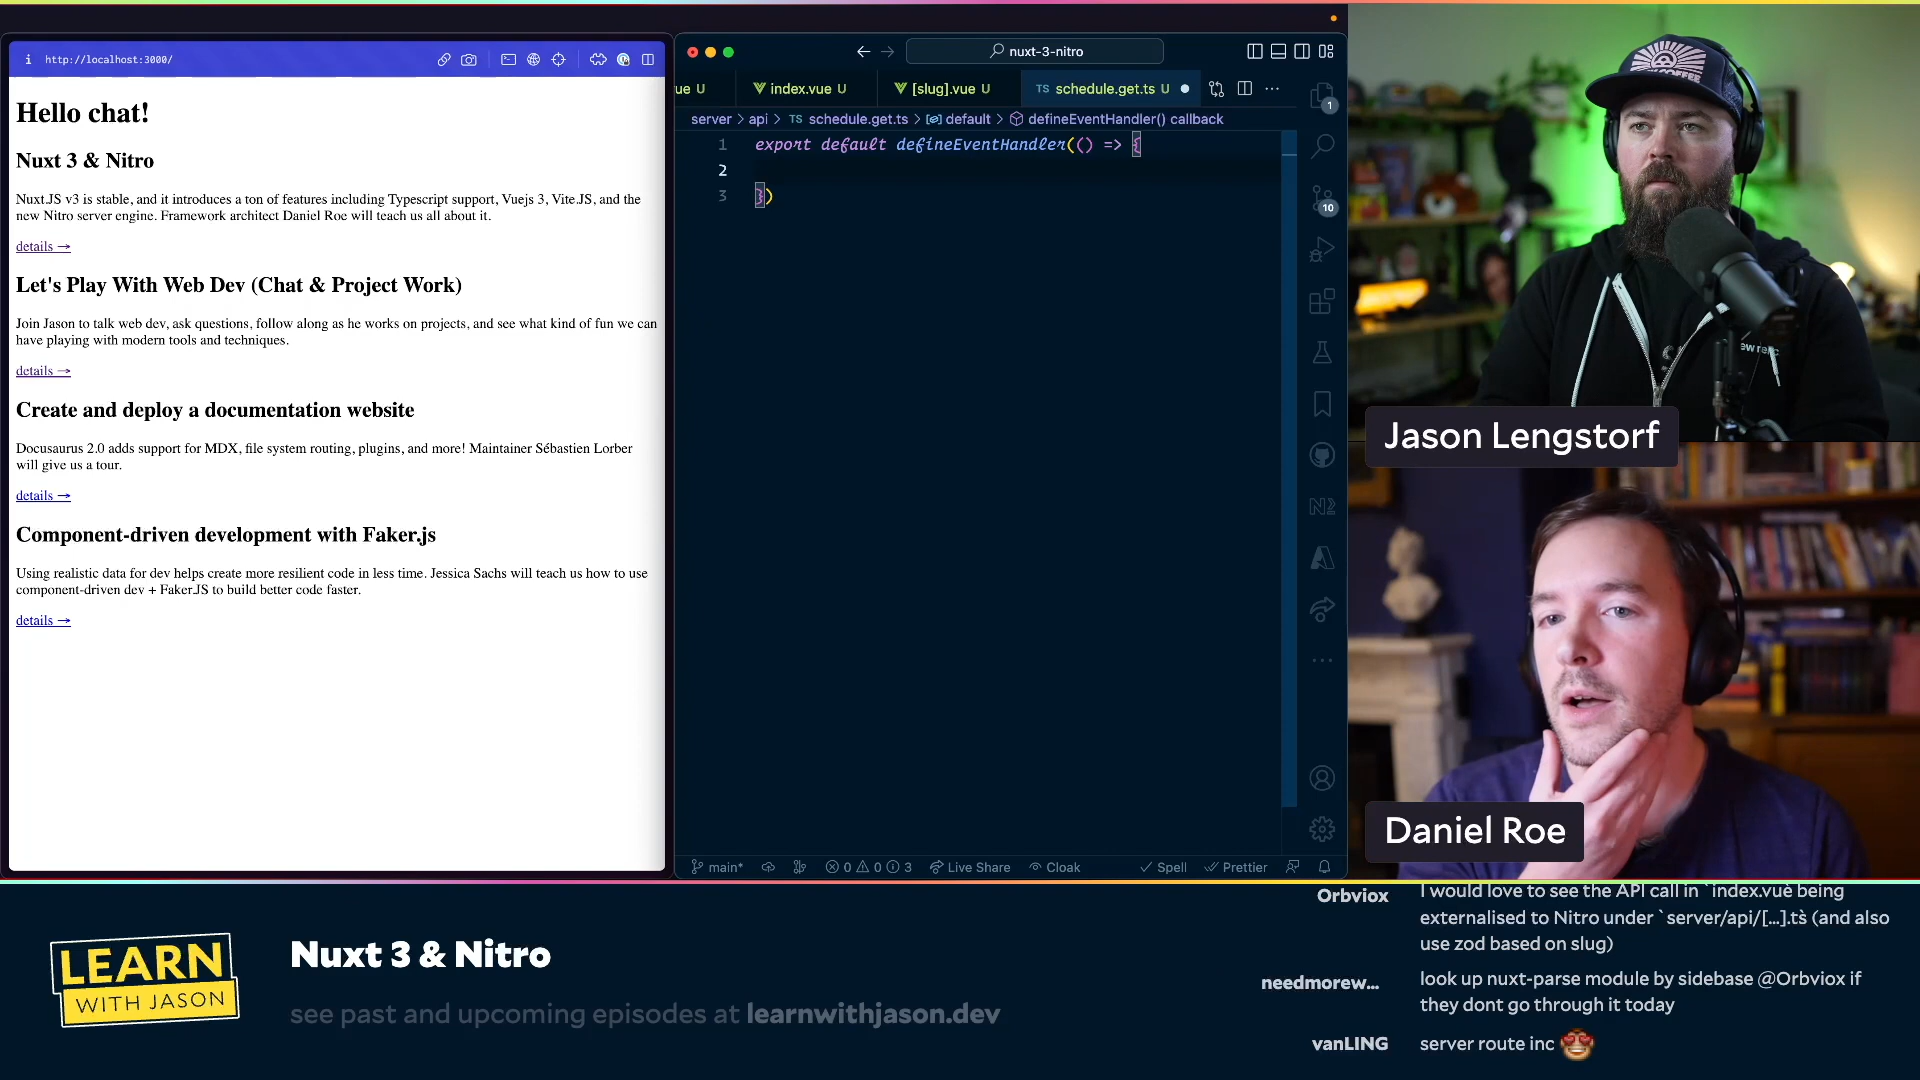 http://localhost:3000/
Hello chat!
Nuxt 3 & Nitro
Nuxt.JS v3 is stable, and it introduces a ton of features including Typescript support, Vuejs 3, Vite.JS, and the
new Nitro server engine. Framework architect Daniel Roe will teach us all about it.
details →
Let's Play With Web Dev (Chat & Project Work)
Join Jason to talk web dev, ask questions, follow along as he works on projects, and see what kind of fun we can
have playing with modern tools and techniques.
details →
Create and deploy a documentation website
Docusaurus 2.0 adds support for MDX, file system routing, plugins, and more! Maintainer Sébastien Lorber
will give us a tour.
details →
Component-driven development with Faker.js
Using realistic data for dev helps create more resilient code in less time. Jessica Sachs will teach us how to use
component-driven dev + FakerJS to build better code faster.
details →
nuxt-3-nitro
ue U
index.vue U
[slug].vue U
TS schedule.get.ts U
server > api > TS schedule.get.ts > default > defineEventHandler() callback
1 export default defineEventHandler(() => {
2
3 })
1
10
main*
0 0 3
Live Share
Cloak
Spell
Prettier
COFFEE
Jason Lengstorf
Daniel Roe
LEARN
WITH JASON
Nuxt 3 & Nitro
see past and upcoming episodes at learnwithjason.dev
Orbviox
I would love to see the API call in `index.vuè being
externalised to Nitro under `server/api/[...].ts̀ (and also
use zod based on slug)
needmorew...
look up nuxt-parse module by sidebase @Orbviox if
they dont go through it today
vanLING
server route inc